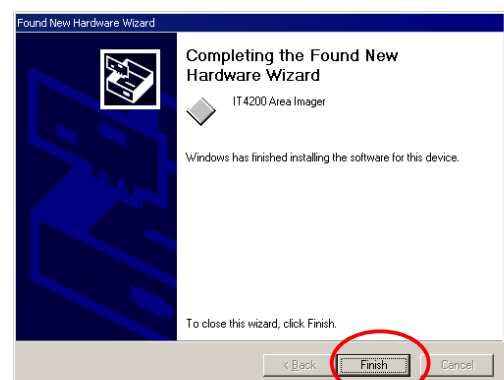 Found New Hardware Wizard
Completing the Found New
Hardware Wizard
IT4200 Area Imager
Windows has finished installing the software for this device.
To close this wizard, click Finish.
< Back
Finish
Cancel